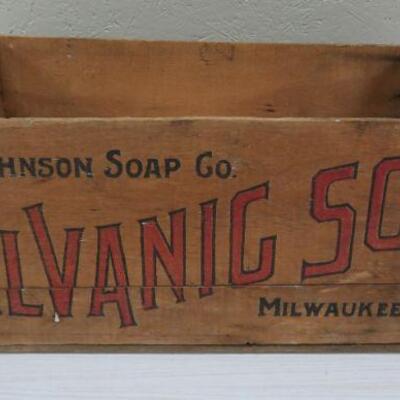 HNSON SOAP CO.
LVANIC SO
MILWAUKEE